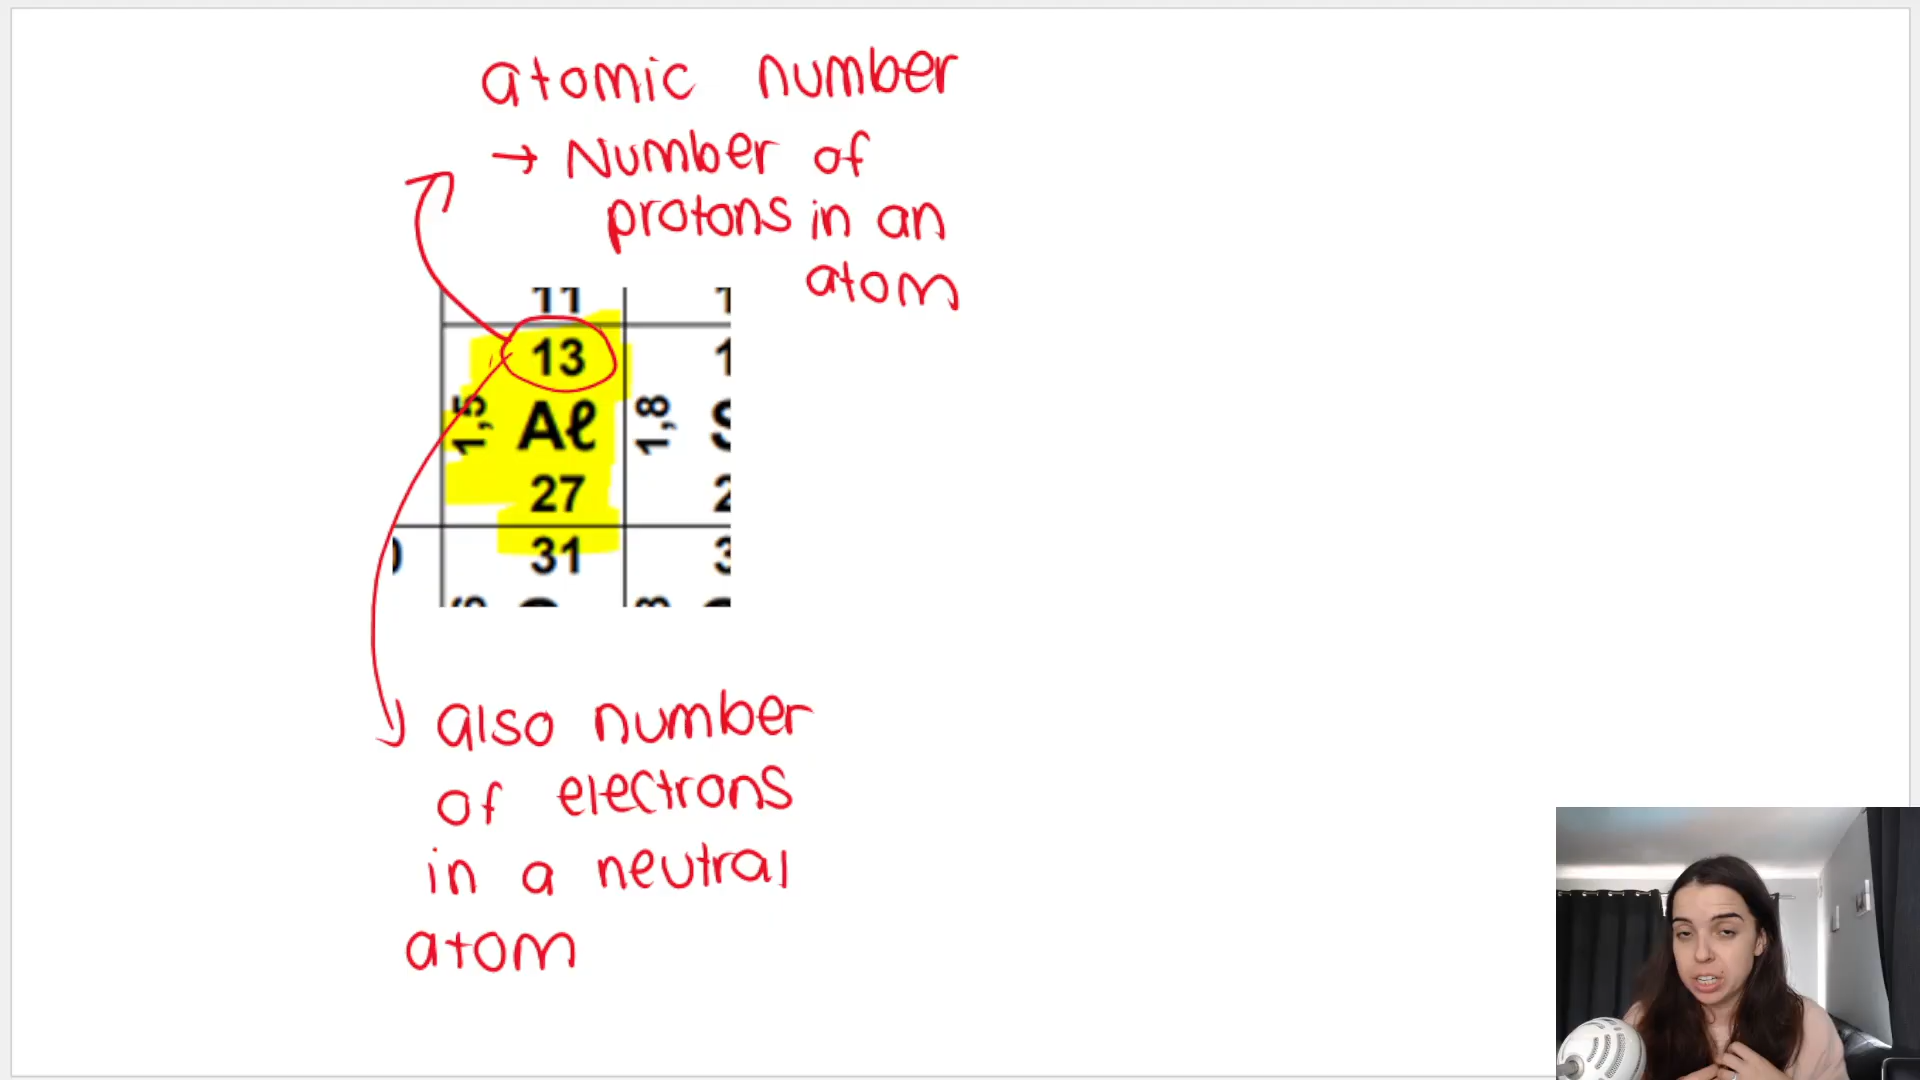 atomic number
→ Number of
protons in an
atom
11
13
1,5 Aℓ 1,8
27
31
also number
of electrons
in a neutral
atom